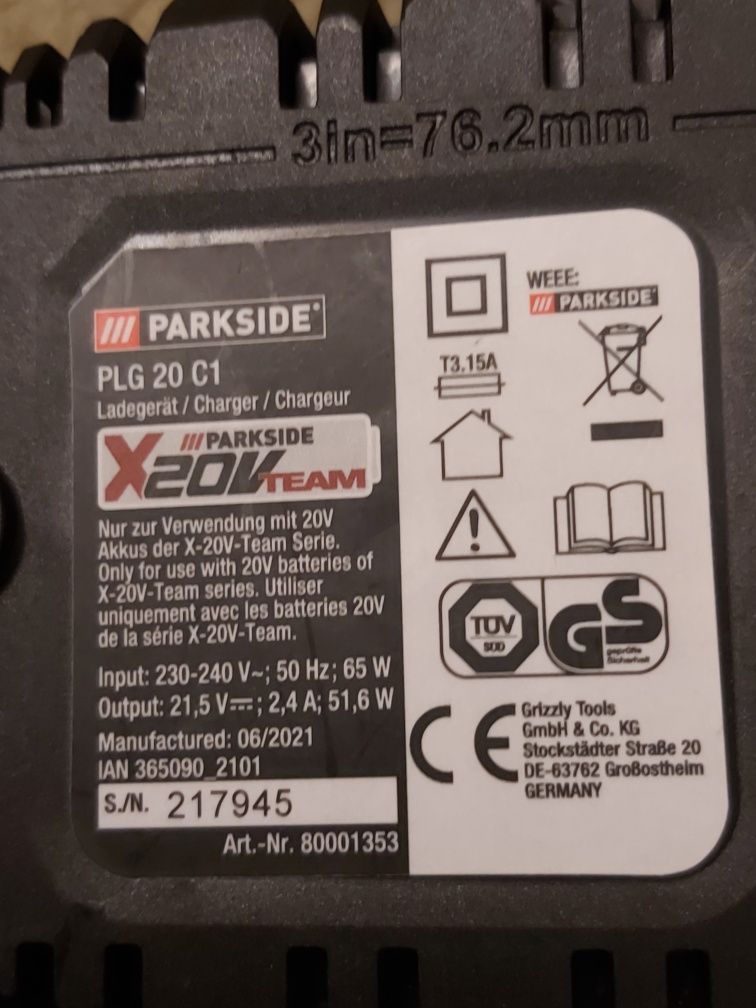 3in=76.2mm
PARKSIDE®
PLG 20 C1
Ladegerät / Charger / Chargeur
PARKSIDE
X20V TEAM
Nur zur Verwendung mit 20V
Akkus der X-20V-Team Serie.
Only for use with 20V batteries of
X-20V-Team series. Utiliser
uniquement avec les batteries 20V
de la série X-20V-Team.
Input: 230-240 V~; 50 Hz; 65 W
Output: 21,5 V⎓; 2,4 A; 51,6 W
Manufactured: 06/2021
IAN 365090_2101
S./N. 217945
Art.-Nr. 80001353
WEEE:
PARKSIDE®
T3.15A
TÜV
SÜD
GS
geprüfte
Sicherheit
CE
Grizzly Tools
GmbH & Co. KG
Stockstädter Straße 20
DE-63762 Großostheim
GERMANY